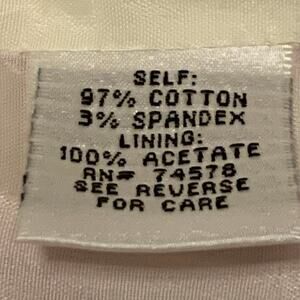 SELF:
97% COTTON
3% SPANDEX
LINING:
100% ACETATE
RN# 74578
SEE REVERSE
FOR CARE